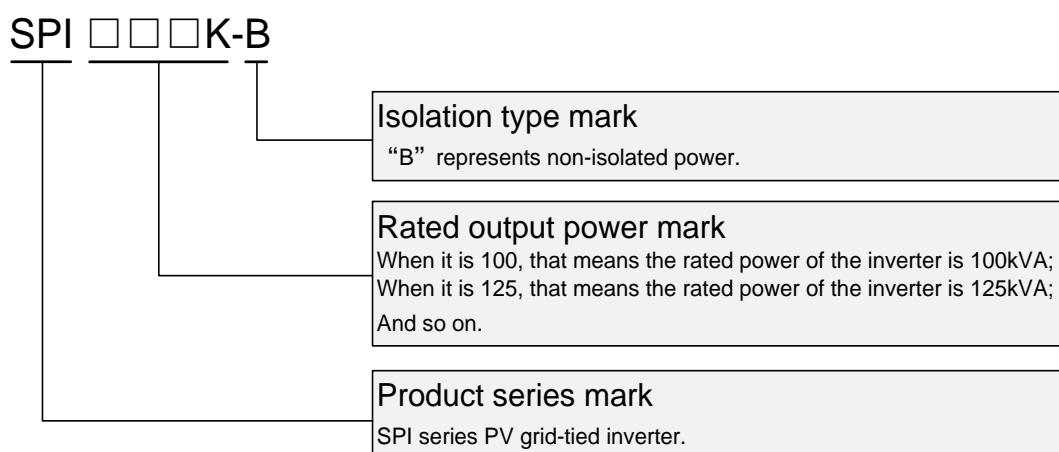 SPI □□□K-B
Isolation type mark
“B” represents non-isolated power.
Rated output power mark
When it is 100, that means the rated power of the inverter is 100kVA;
When it is 125, that means the rated power of the inverter is 125kVA;
And so on.
Product series mark
SPI series PV grid-tied inverter.